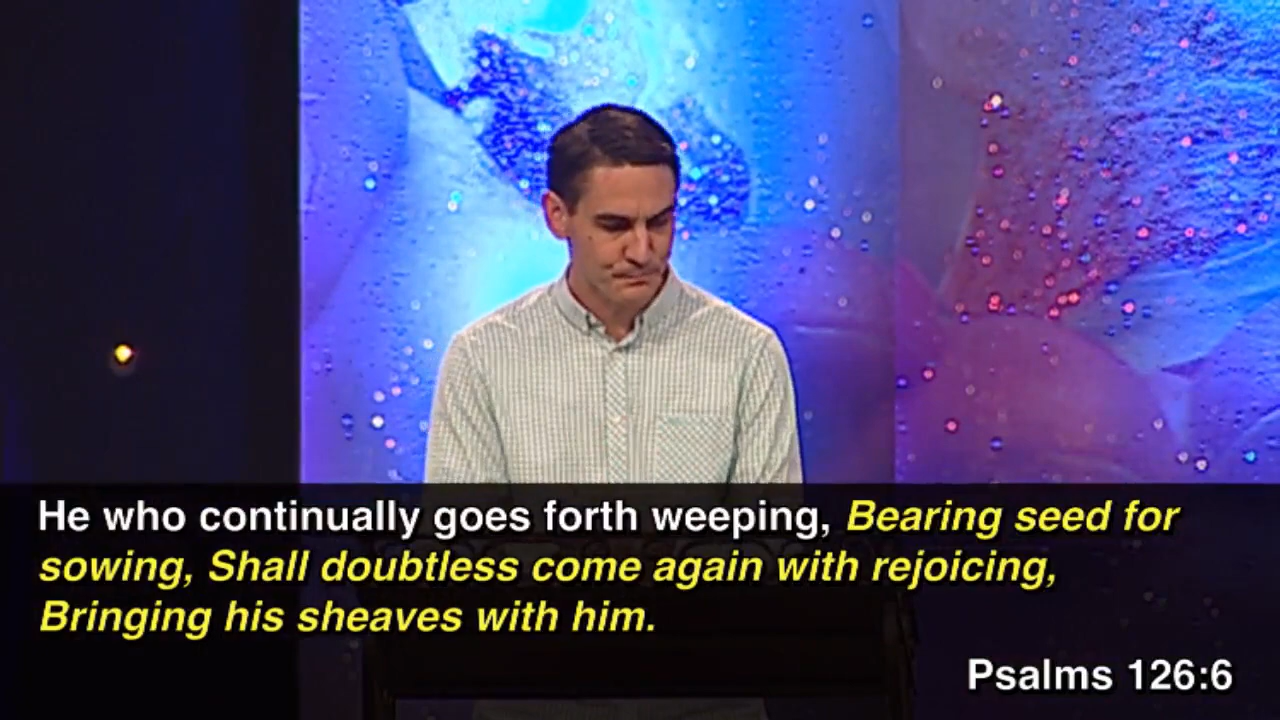 He who continually goes forth weeping, Bearing seed for
sowing, Shall doubtless come again with rejoicing,
Bringing his sheaves with him.
Psalms 126:6